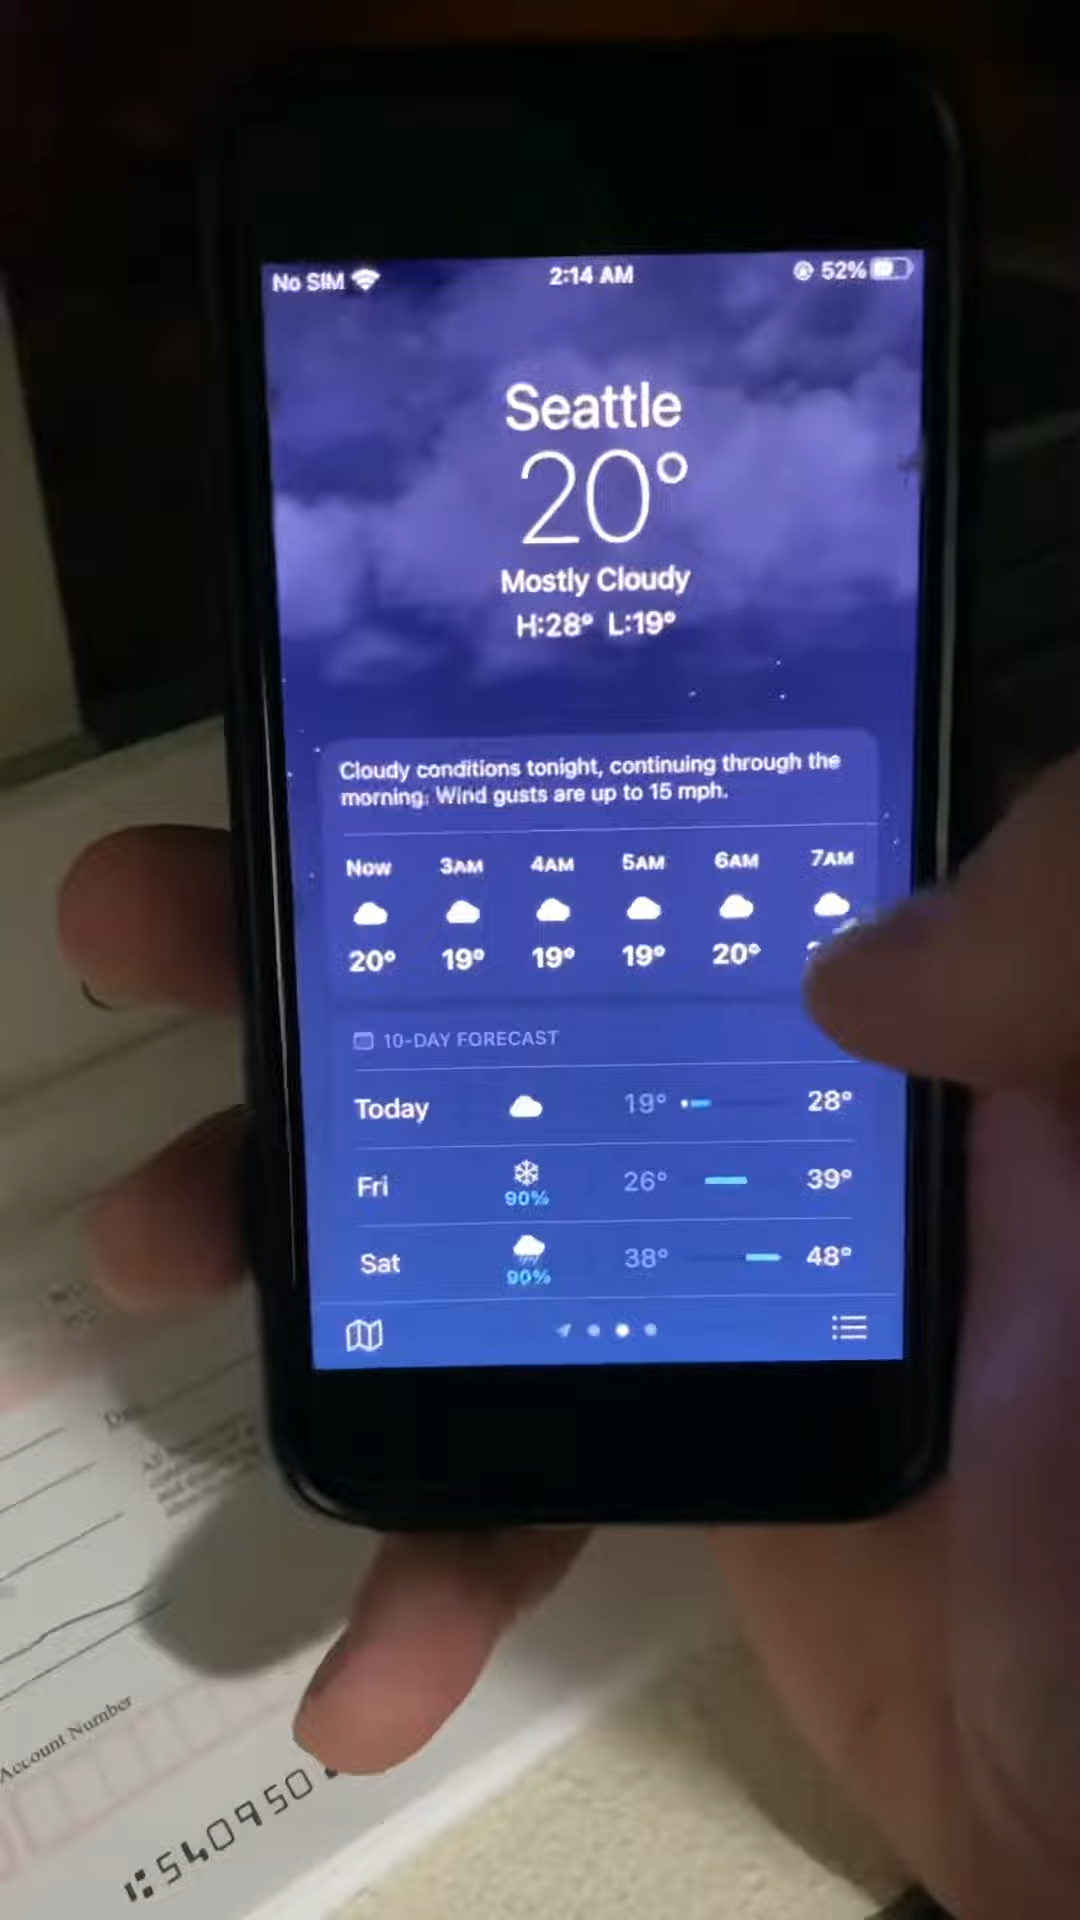 No SIM 2:14 AM 52%
Seattle
20°
Mostly Cloudy
H:28° L:19°
Cloudy conditions tonight, continuing through the
morning. Wind gusts are up to 15 mph.
Now 3AM 4AM 5AM 6AM 7AM
20° 19° 19° 19° 20°
10-DAY FORECAST
Today 19° 28°
Fri 90% 26° 39°
Sat 90% 38° 48°
Account Number
⑆540950